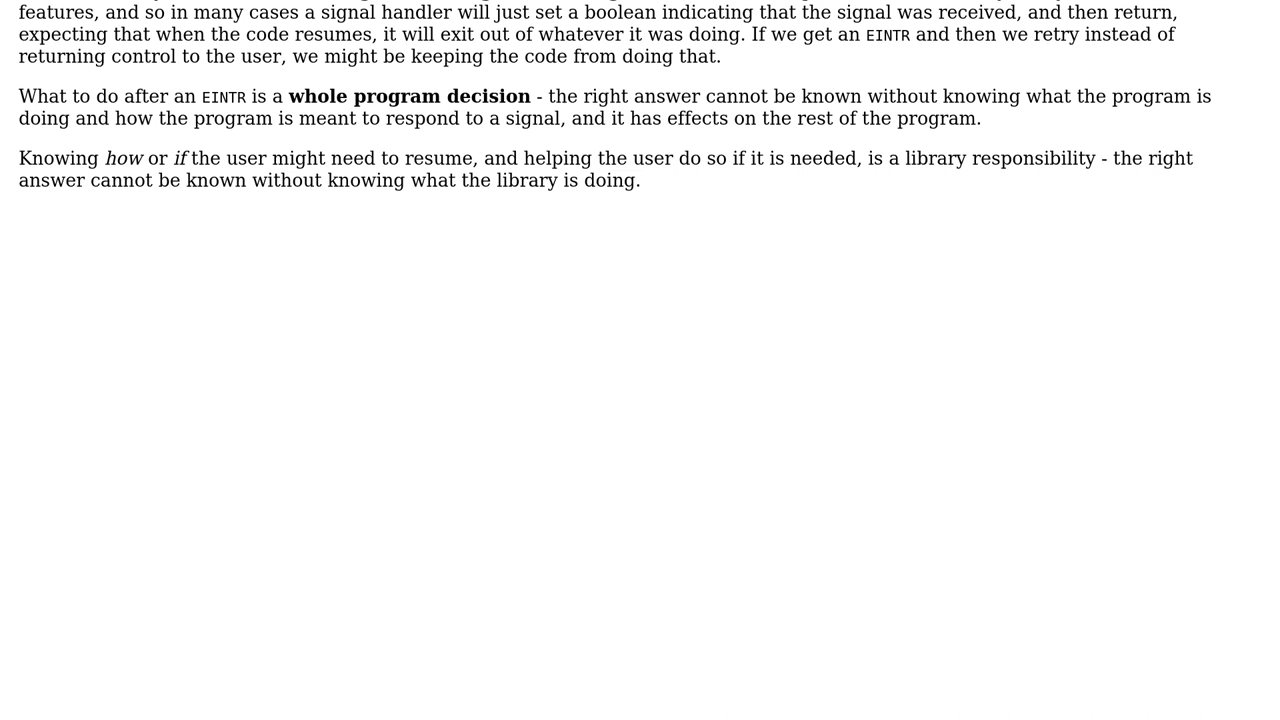 features, and so in many cases a signal handler will just set a boolean indicating that the signal was received, and then return,
expecting that when the code resumes, it will exit out of whatever it was doing. If we get an EINTR and then we retry instead of
returning control to the user, we might be keeping the code from doing that.
What to do after an EINTR is a whole program decision - the right answer cannot be known without knowing what the program is
doing and how the program is meant to respond to a signal, and it has effects on the rest of the program.
Knowing how or if the user might need to resume, and helping the user do so if it is needed, is a library responsibility - the right
answer cannot be known without knowing what the library is doing.